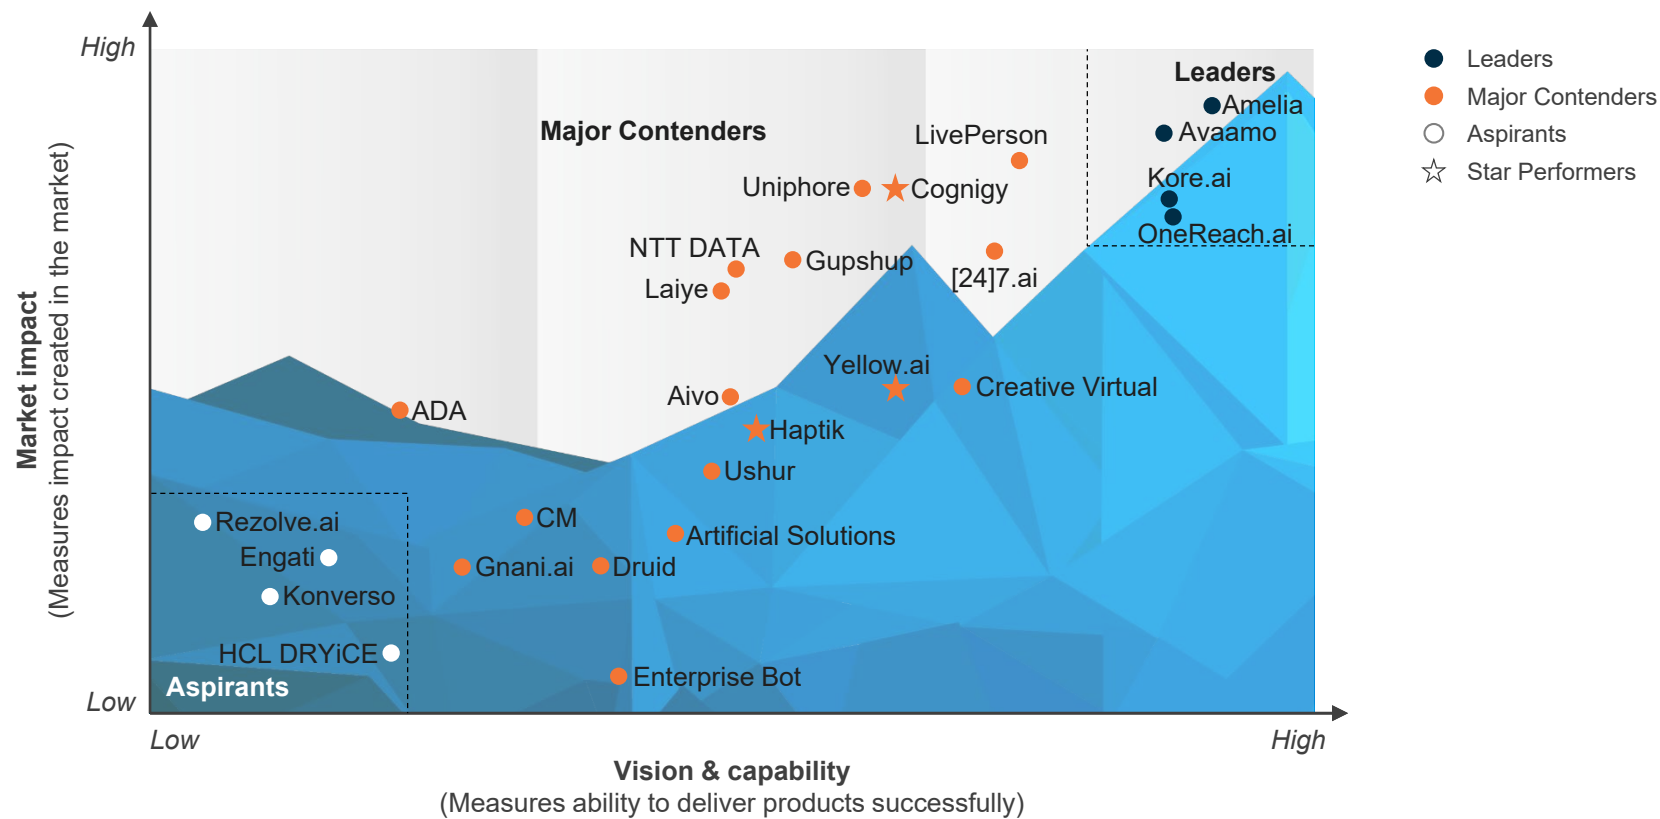 High
Leaders
Leaders
Amelia
Major Contenders
Major Contenders
LivePerson
Avaamo
Aspirants
Star Performers
Kore.ai
Uniphore
Cognigy
OneReach.ai
NTT DATA
Gupshup
[24]7.ai
Laiye
Market impact
(Measures impact created in the market)
Yellow.ai
Creative Virtual
Aivo
ADA
Haptik
Ushur
Rezolve.ai
CM
Artificial Solutions
Engati
Gnani.ai
Druid
Konverso
HCL DRYiCE
Enterprise Bot
Aspirants
Low
Low
High
Vision & capability
(Measures ability to deliver products successfully)